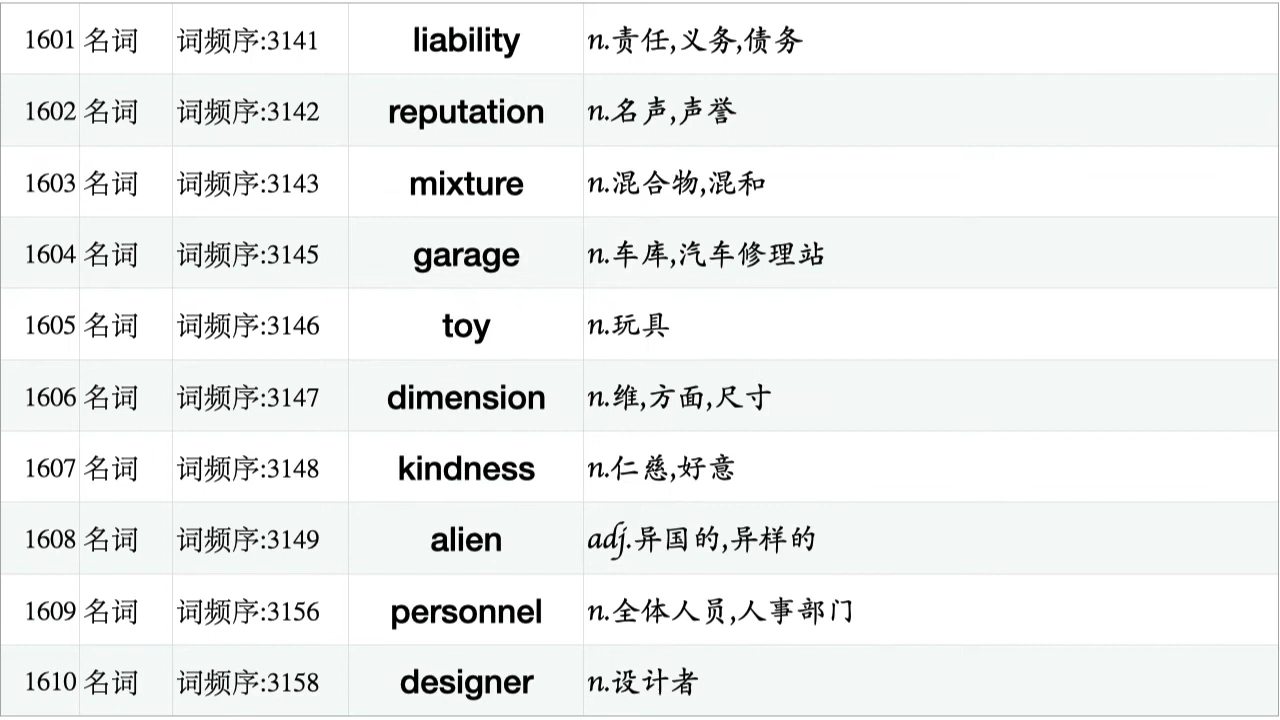 1601 名词 词频序:3141 liability n.责任,义务,债务
1602 名词 词频序:3142 reputation n.名声,声誉
1603 名词 词频序:3143 mixture n.混合物,混和
1604 名词 词频序:3145 garage n.车库,汽车修理站
1605 名词 词频序:3146 toy n.玩具
1606 名词 词频序:3147 dimension n.维,方面,尺寸
1607 名词 词频序:3148 kindness n.仁慈,好意
1608 名词 词频序:3149 alien adj.异国的,异样的
1609 名词 词频序:3156 personnel n.全体人员,人事部门
1610 名词 词频序:3158 designer n.设计者